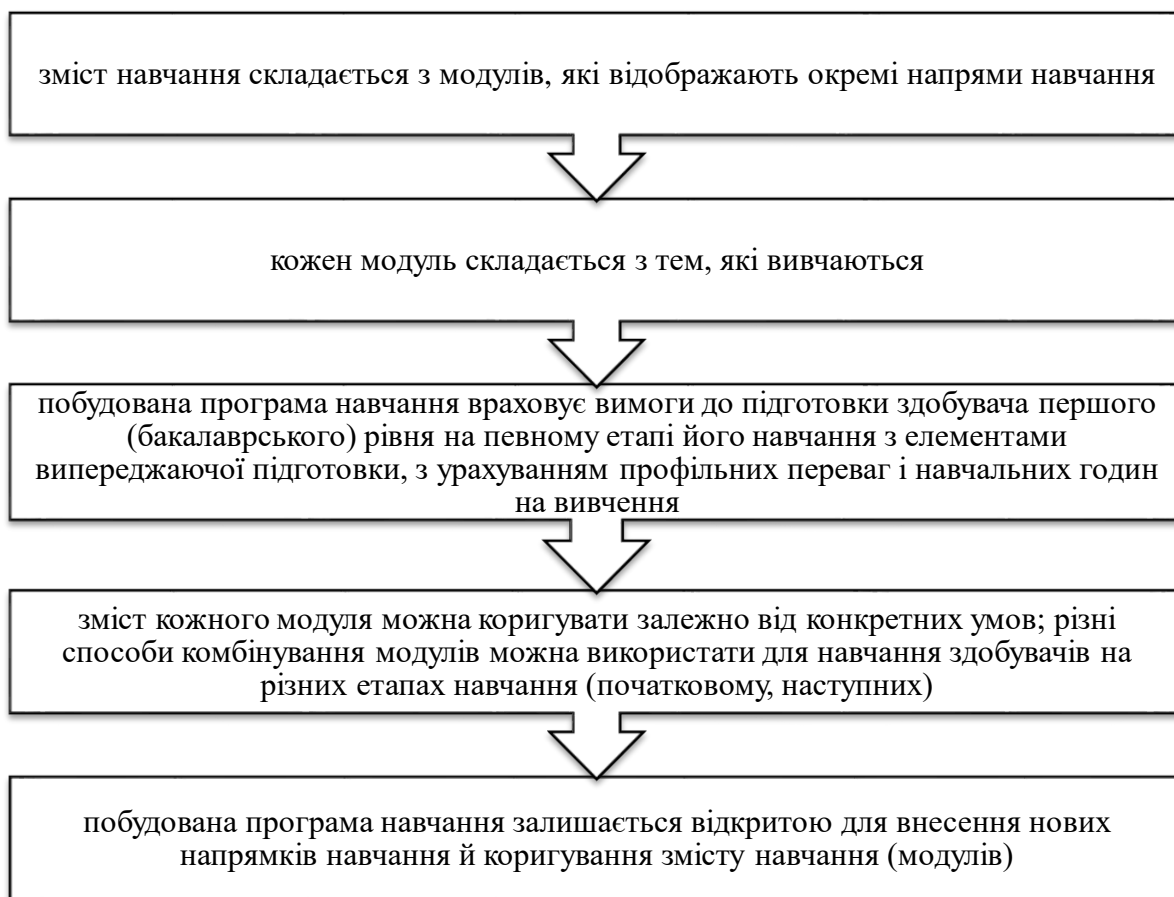 зміст навчання складається з модулів, які відображають окремі напрями навчання
кожен модуль складається з тем, які вивчаються
побудована програма навчання враховує вимоги до підготовки здобувача першого
(бакалаврського) рівня на певному етапі його навчання з елементами
випереджаючої підготовки, з урахуванням профільних переваг і навчальних годин
на вивчення
зміст кожного модуля можна коригувати залежно від конкретних умов; різні
способи комбінування модулів можна використати для навчання здобувачів на
різних етапах навчання (початковому, наступних)
побудована програма навчання залишається відкритою для внесення нових
напрямків навчання й коригування змісту навчання (модулів)